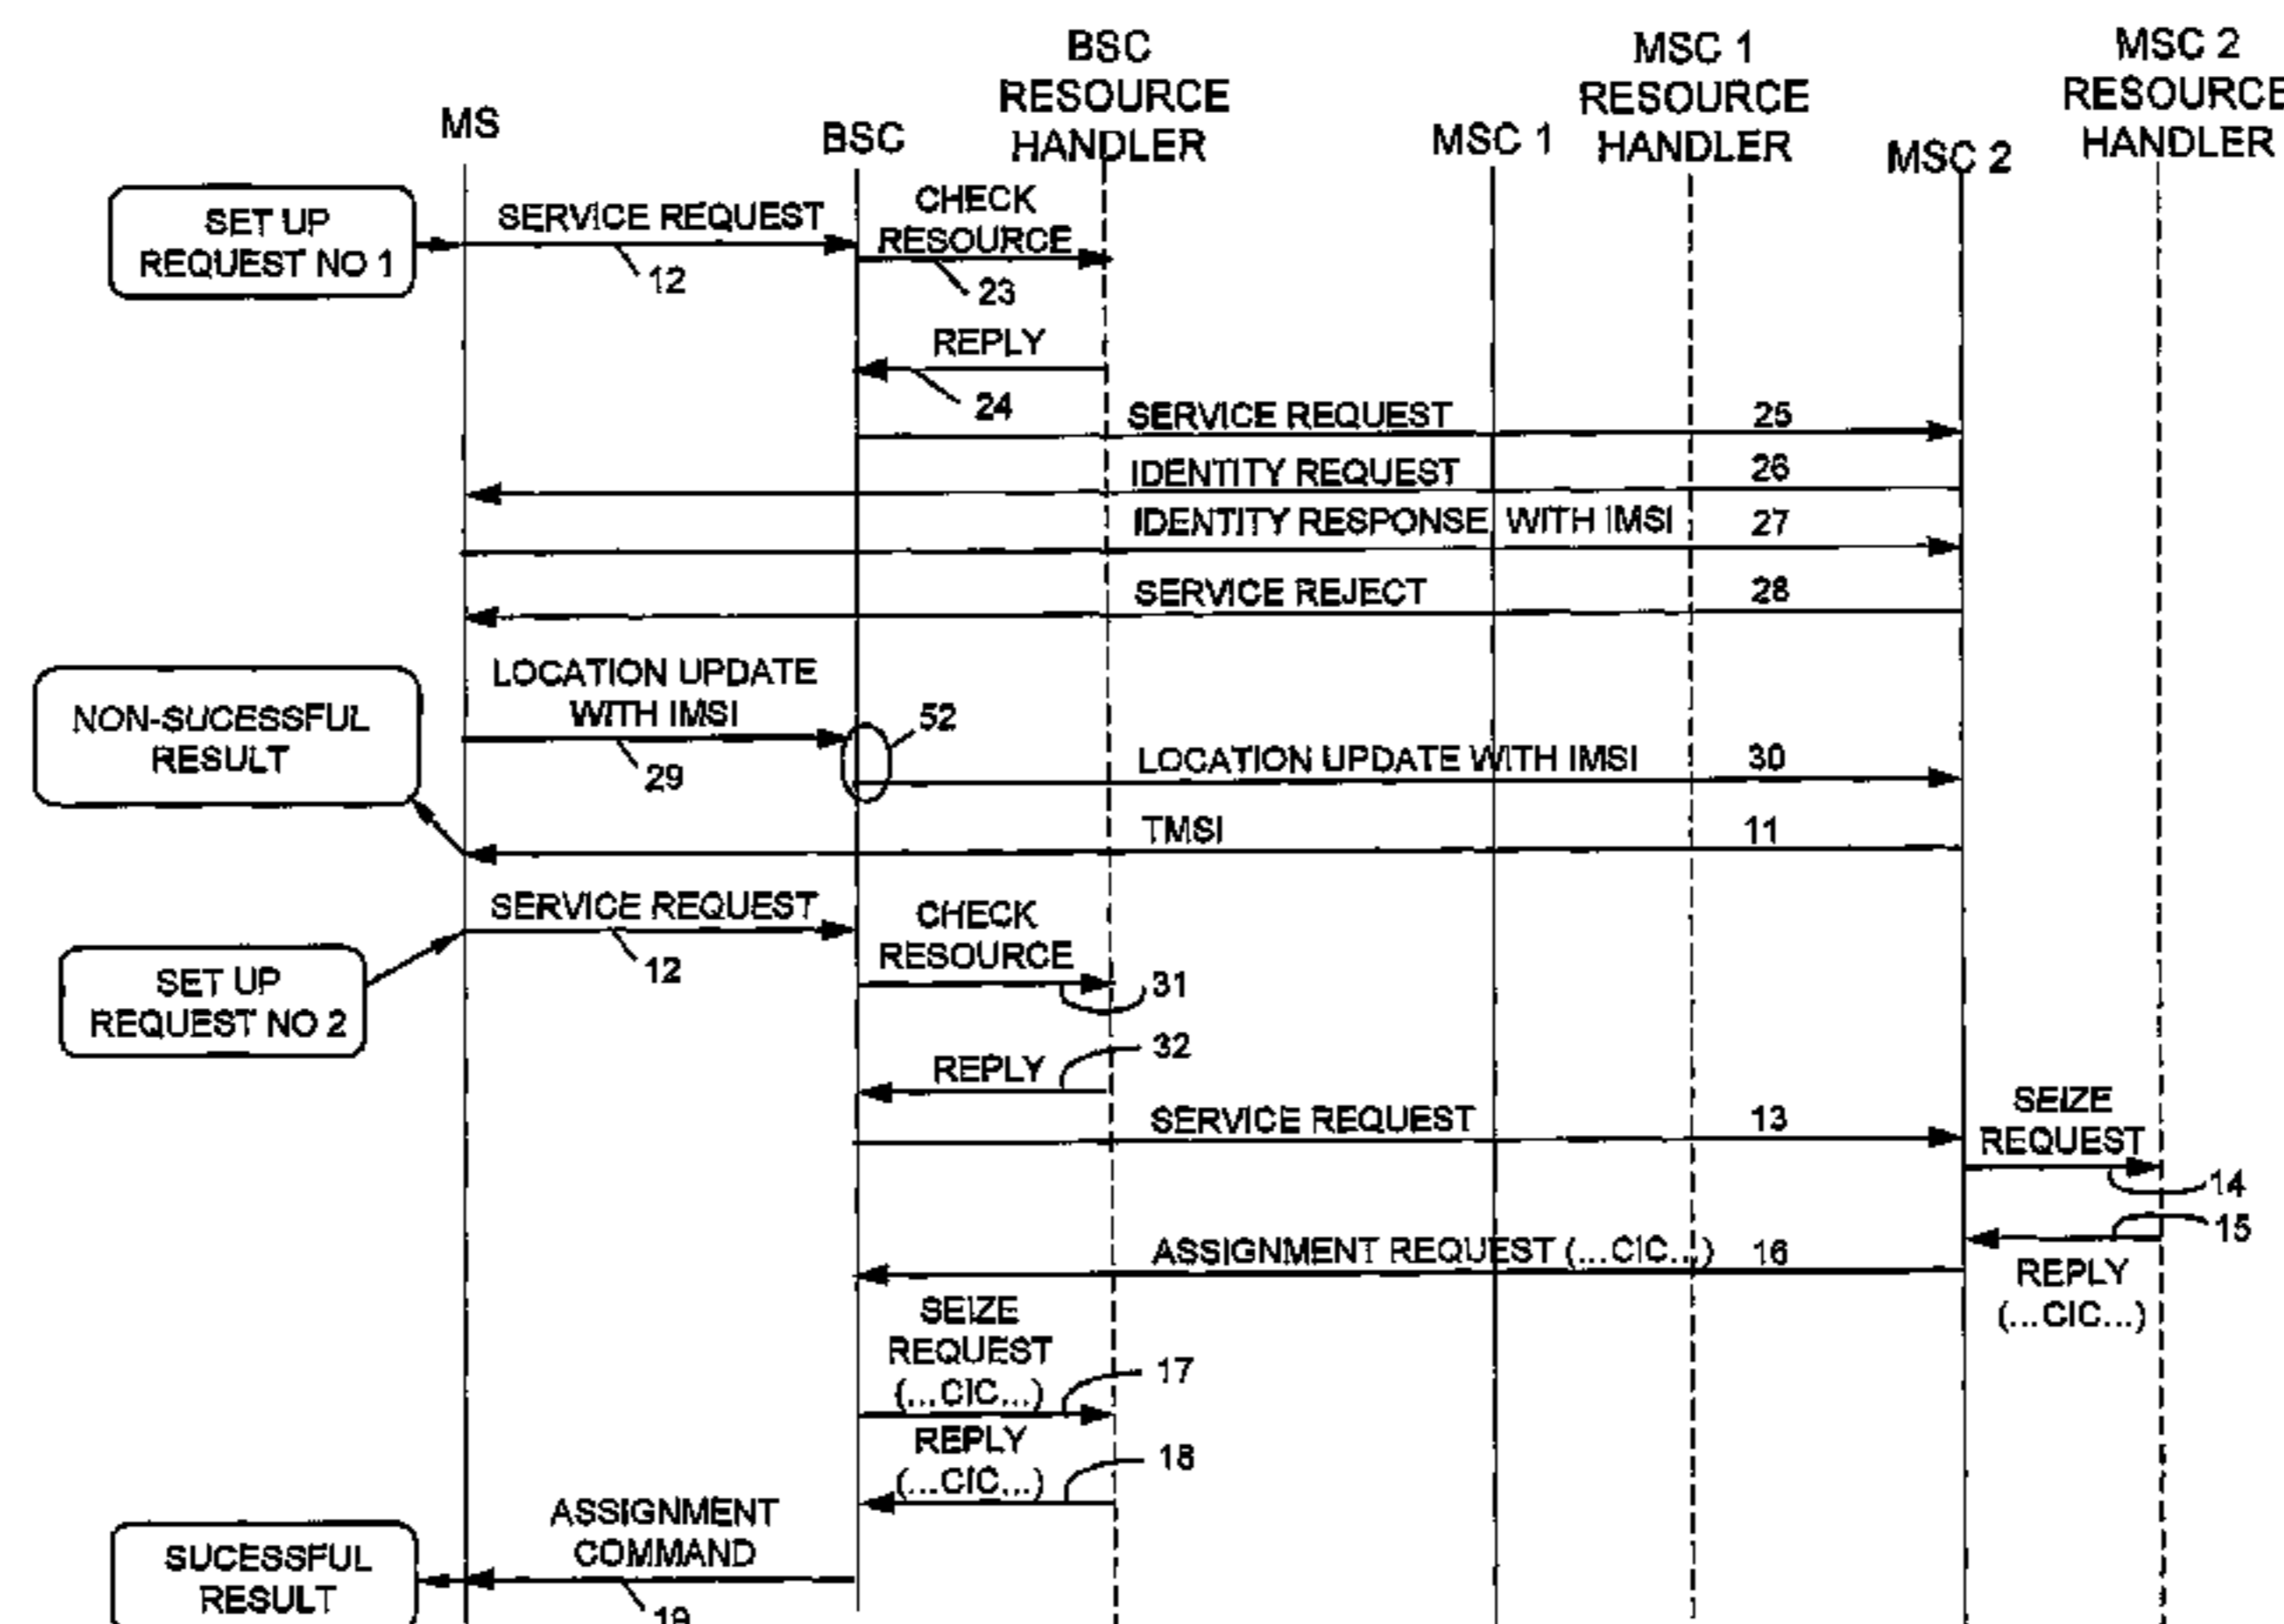 MS
BSC
BSC
RESOURCE
HANDLER
MSC 1
MSC 1
RESOURCE
HANDLER
MSC 2
MSC 2
RESOURCE
HANDLER
SET UP
REQUEST NO 1
SERVICE REQUEST
12
CHECK
RESOURCE
23
REPLY
24
SERVICE REQUEST 25
IDENTITY REQUEST 26
IDENTITY RESPONSE WITH IMSI 27
SERVICE REJECT 28
NON-SUCESSFUL
RESULT
LOCATION UPDATE
WITH IMSI
29
52
LOCATION UPDATE WITH IMSI 30
TMSI 11
SET UP
REQUEST NO 2
SERVICE REQUEST
12
CHECK
RESOURCE
31
REPLY
32
SERVICE REQUEST 13
SEIZE
REQUEST
14
15
REPLY
(...CIC...)
ASSIGNMENT REQUEST (...CIC...) 16
SEIZE
REQUEST
(...CIC...)
17
REPLY
(...CIC...)
18
ASSIGNMENT
COMMAND
19
SUCESSFUL
RESULT